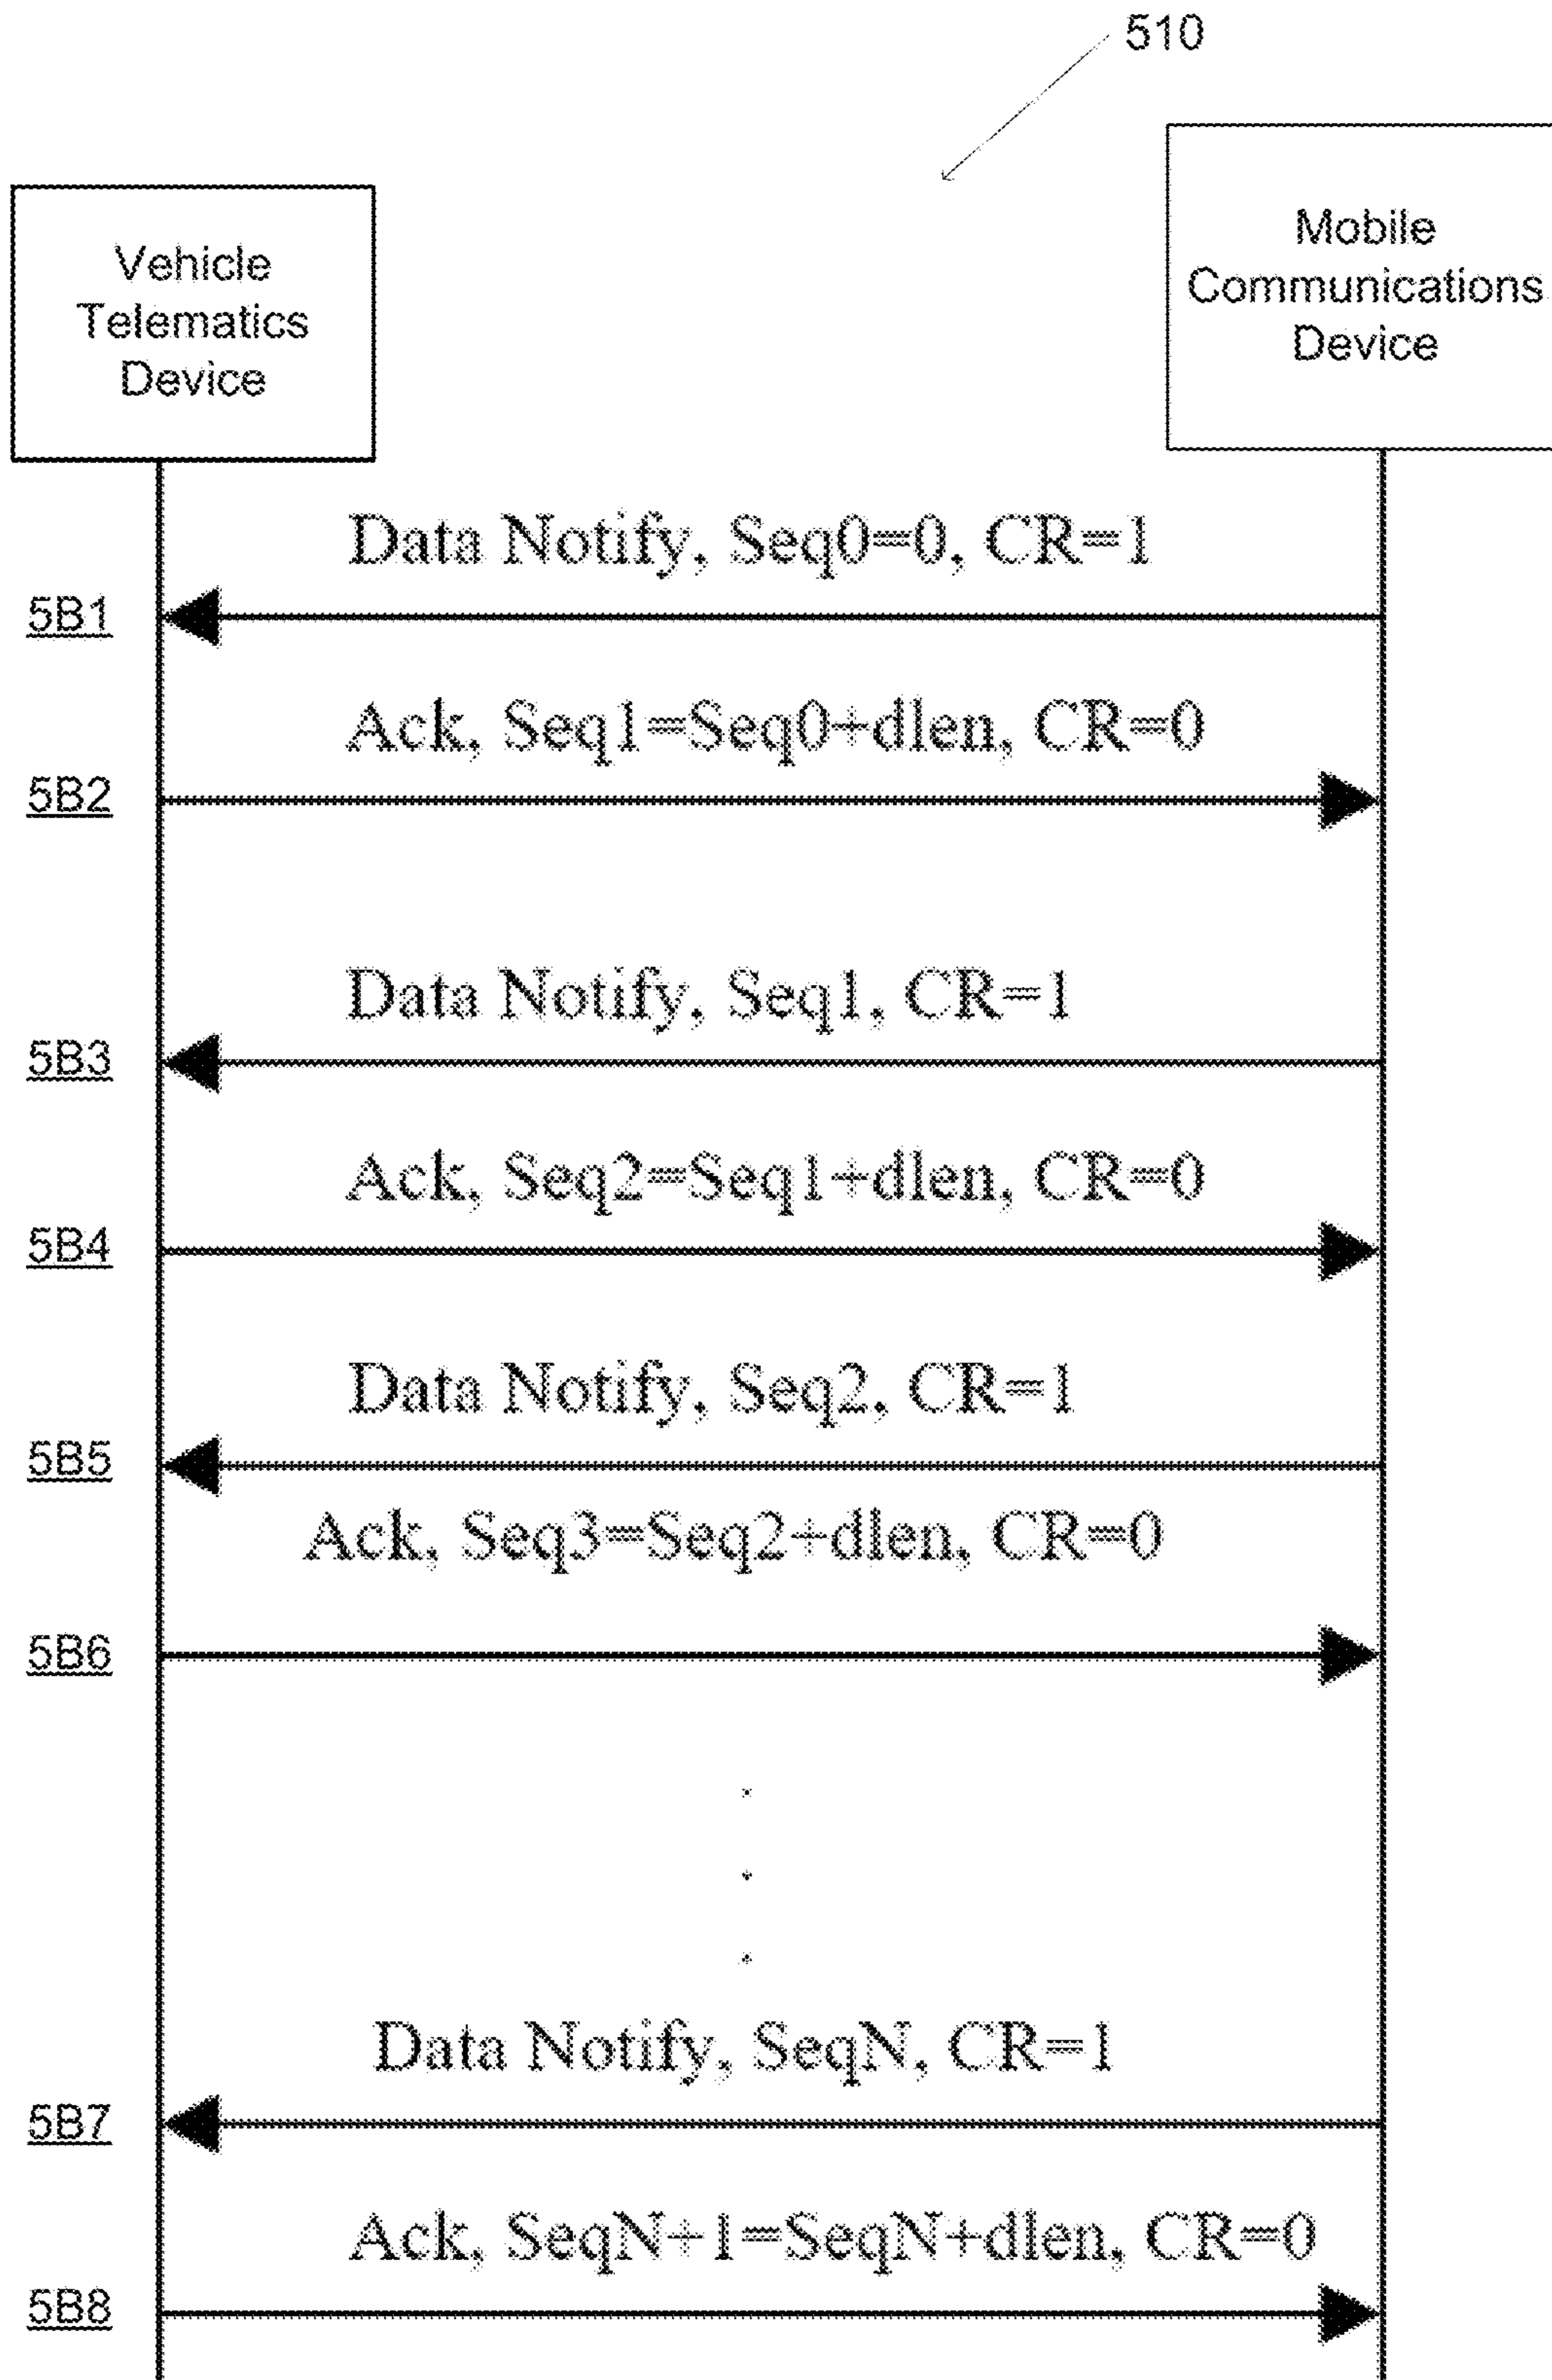 510
Vehicle
Telematics
Device
Mobile
Communications
Device
Data Notify, Seq0=0, CR=1
5B1
Ack, Seq1=Seq0+dlen, CR=0
5B2
Data Notify, Seq1, CR=1
5B3
Ack, Seq2=Seq1+dlen, CR=0
5B4
Data Notify, Seq2, CR=1
5B5
Ack, Seq3=Seq2+dlen, CR=0
5B6
Data Notify, SeqN, CR=1
5B7
Ack, SeqN+1=SeqN+dlen, CR=0
5B8